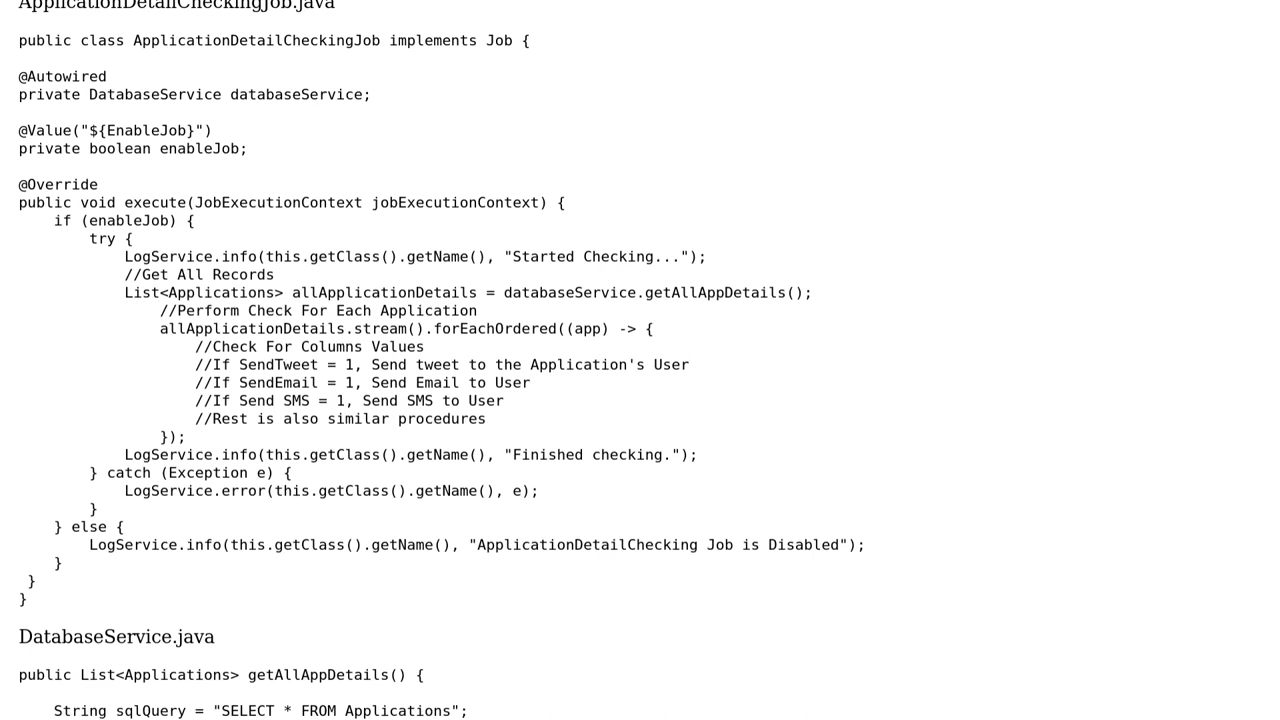 ApplicationDetailCheckingJob.java
public class ApplicationDetailCheckingJob implements Job {
@Autowired
private DatabaseService databaseService;
@Value("${EnableJob}")
private boolean enableJob;
@Override
public void execute(JobExecutionContext jobExecutionContext) {
    if (enableJob) {
        try {
            LogService.info(this.getClass().getName(), "Started Checking...");
            //Get All Records
            List<Applications> allApplicationDetails = databaseService.getAllAppDetails();
                //Perform Check For Each Application
                allApplicationDetails.stream().forEachOrdered((app) -> {
                    //Check For Columns Values
                    //If SendTweet = 1, Send tweet to the Application's User
                    //If SendEmail = 1, Send Email to User
                    //If Send SMS = 1, Send SMS to User
                    //Rest is also similar procedures
                });
            LogService.info(this.getClass().getName(), "Finished checking.");
        } catch (Exception e) {
            LogService.error(this.getClass().getName(), e);
        }
    } else {
        LogService.info(this.getClass().getName(), "ApplicationDetailChecking Job is Disabled");
    }
 }
}
DatabaseService.java
public List<Applications> getAllAppDetails() {
    String sqlQuery = "SELECT * FROM Applications";